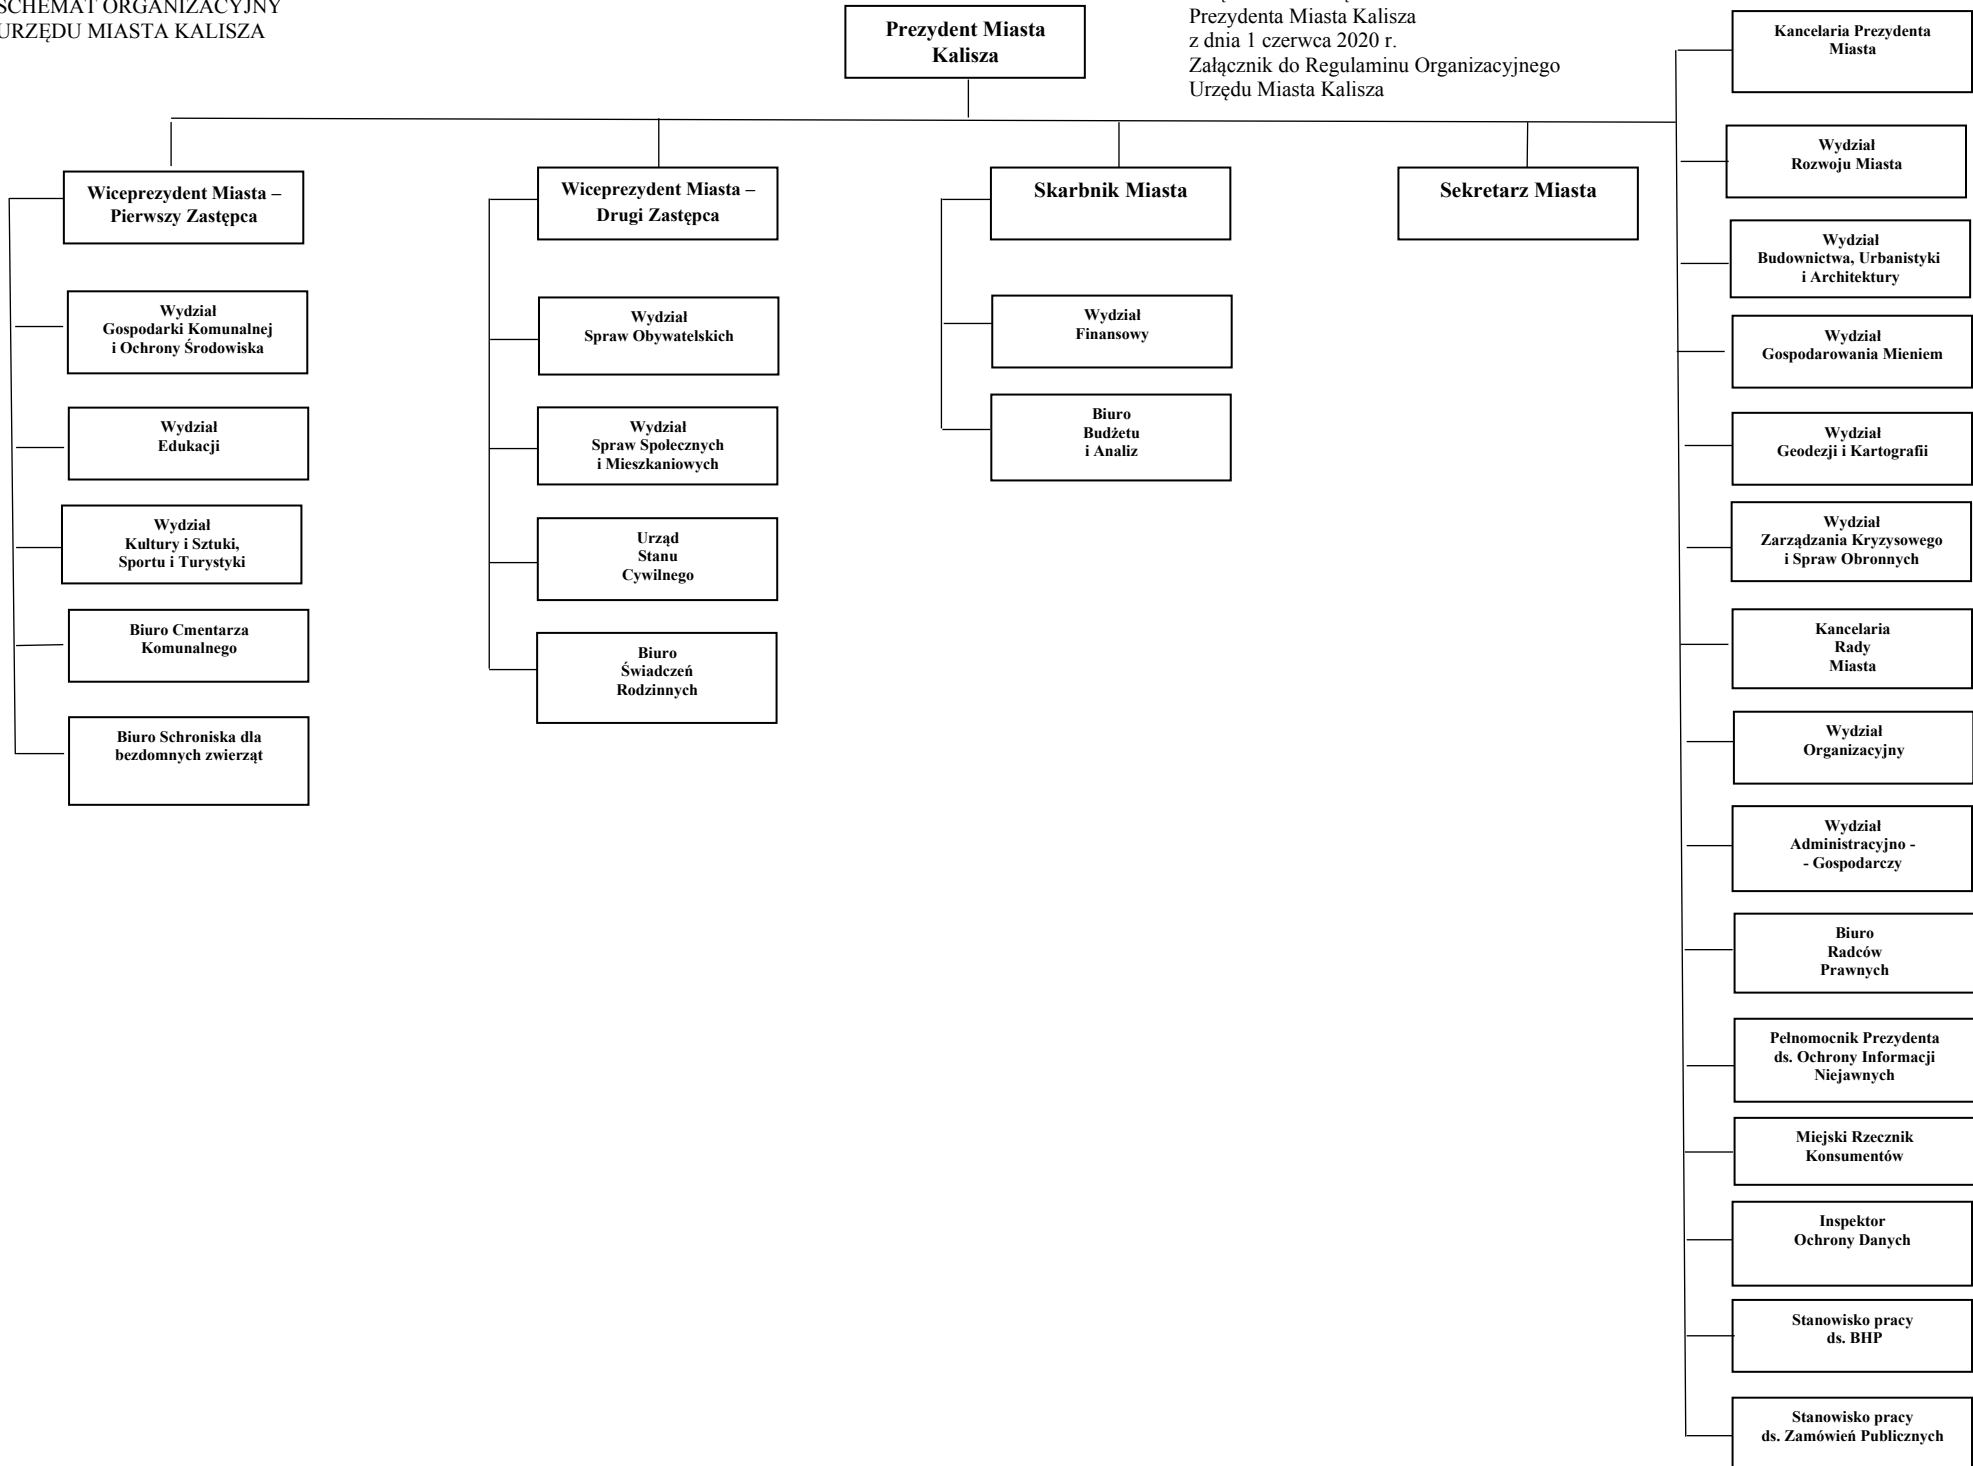 SCHEMAT ORGANIZACYJNY
URZĘDU MIASTA KALISZA
Prezydent Miasta
Kalisza
Prezydenta Miasta Kalisza
z dnia 1 czerwca 2020 r.
Załącznik do Regulaminu Organizacyjnego
Urzędu Miasta Kalisza
Wiceprezydent Miasta –
Pierwszy Zastępca
Wydział
Gospodarki Komunalnej
i Ochrony Środowiska
Wydział
Edukacji
Wydział
Kultury i Sztuki,
Sportu i Turystyki
Biuro Cmentarza
Komunalnego
Biuro Schroniska dla
bezdomnych zwierząt
Wiceprezydent Miasta –
Drugi Zastępca
Wydział
Spraw Obywatelskich
Wydział
Spraw Społecznych
i Mieszkaniowych
Urząd
Stanu
Cywilnego
Biuro
Świadczeń
Rodzinnych
Skarbnik Miasta
Wydział
Finansowy
Biuro
Budżetu
i Analiz
Sekretarz Miasta
Kancelaria Prezydenta
Miasta
Wydział
Rozwoju Miasta
Wydział
Budownictwa, Urbanistyki
i Architektury
Wydział
Gospodarowania Mieniem
Wydział
Geodezji i Kartografii
Wydział
Zarządzania Kryzysowego
i Spraw Obronnych
Kancelaria
Rady
Miasta
Wydział
Organizacyjny
Wydział
Administracyjno -
- Gospodarczy
Biuro
Radców
Prawnych
Pełnomocnik Prezydenta
ds. Ochrony Informacji
Niejawnych
Miejski Rzecznik
Konsumentów
Inspektor
Ochrony Danych
Stanowisko pracy
ds. BHP
Stanowisko pracy
ds. Zamówień Publicznych